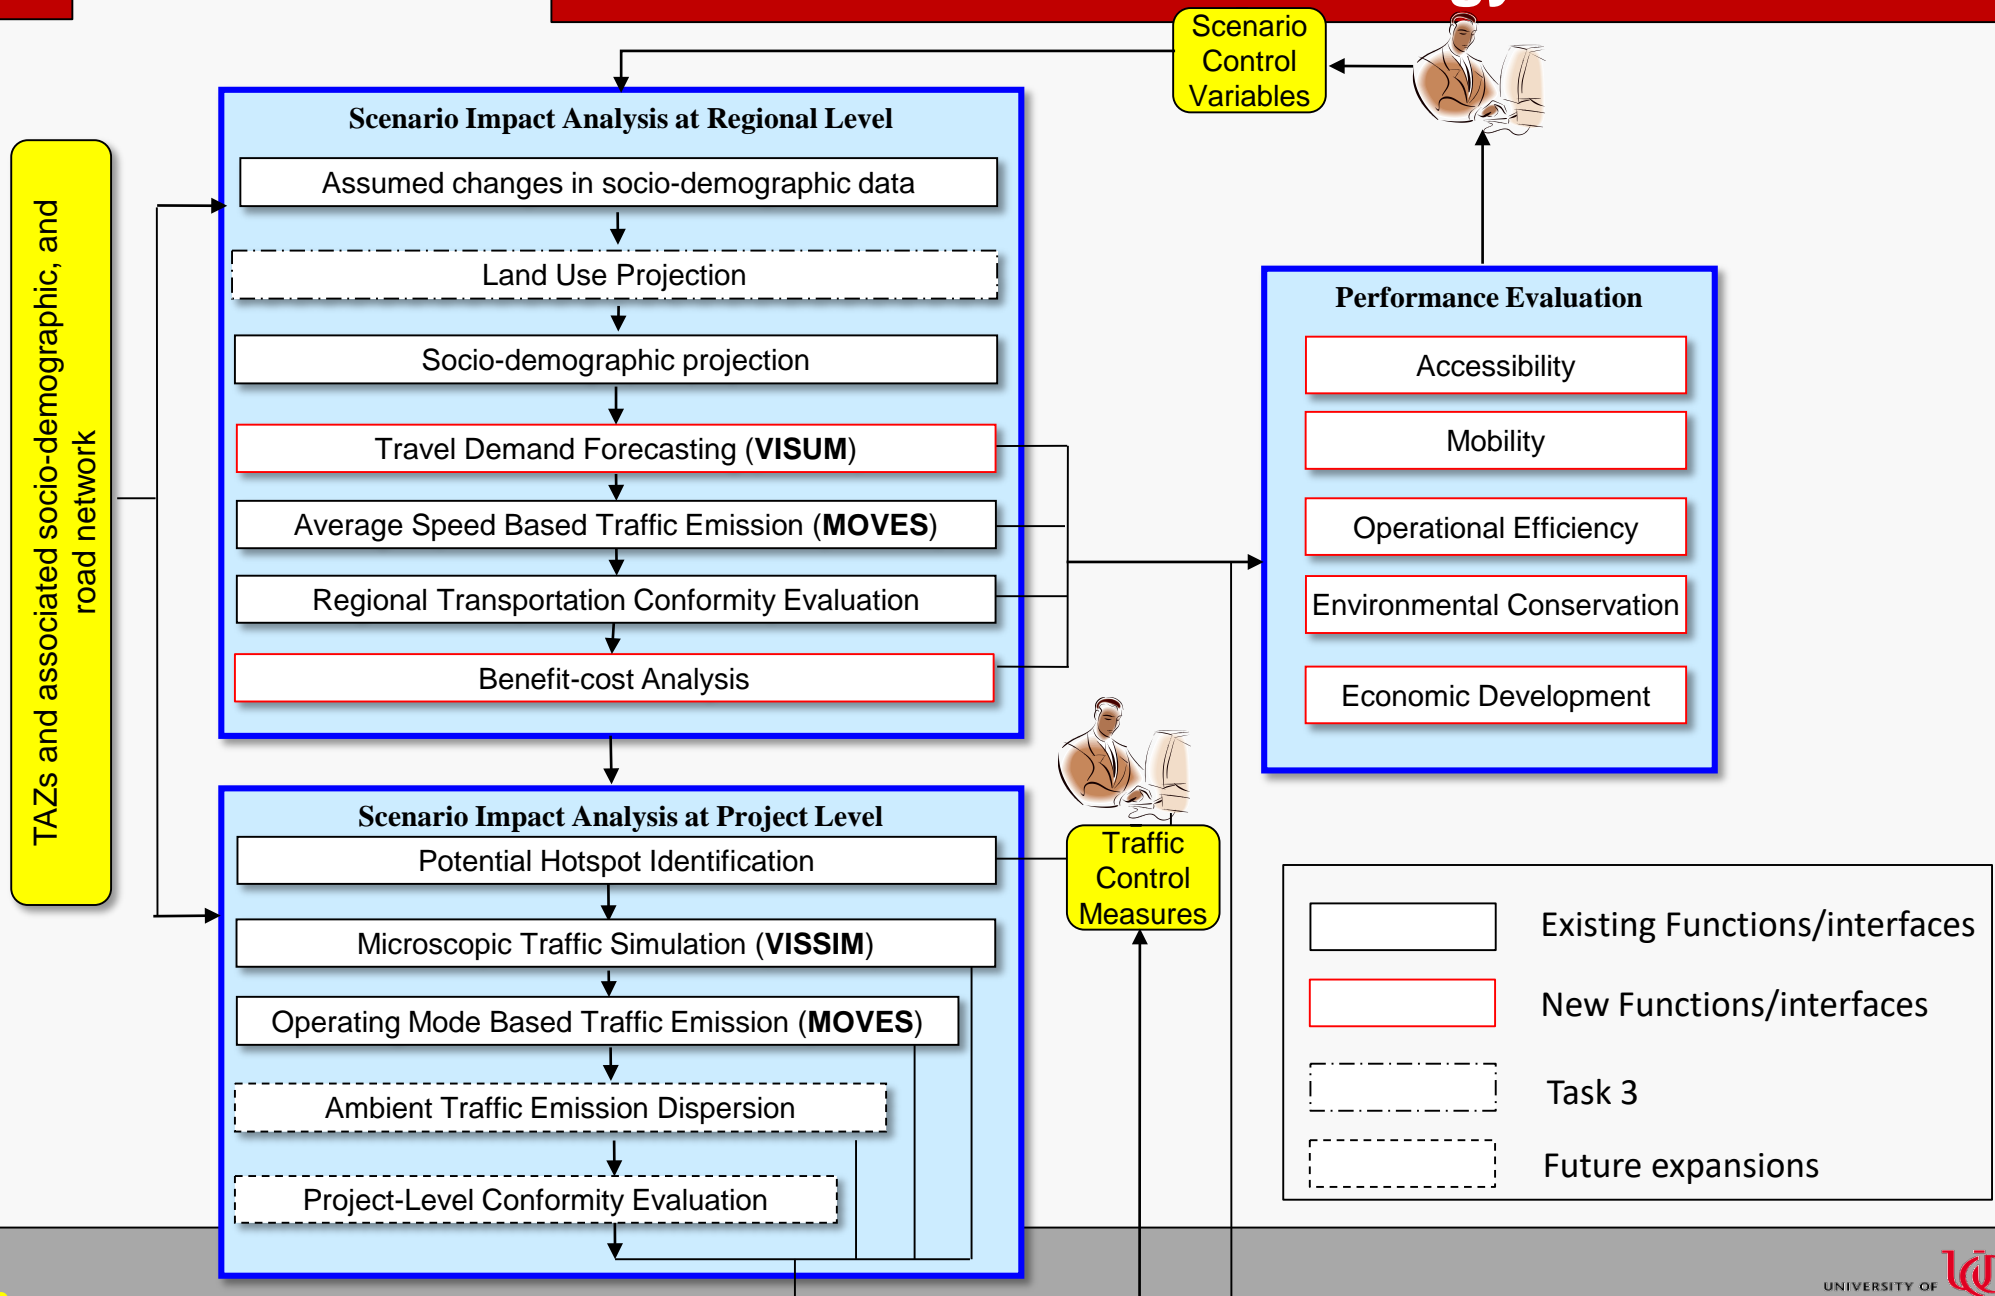 Scenario
Control
Variables
Scenario Impact Analysis at Regional Level
Assumed changes in socio-demographic data
Land Use Projection
Socio-demographic projection
Travel Demand Forecasting (VISUM)
Average Speed Based Traffic Emission (MOVES)
Regional Transportation Conformity Evaluation
Benefit-cost Analysis
TAZs and associated socio-demographic, and
road network
Performance Evaluation
Accessibility
Mobility
Operational Efficiency
Environmental Conservation
Economic Development
Scenario Impact Analysis at Project Level
Potential Hotspot Identification
Microscopic Traffic Simulation (VISSIM)
Operating Mode Based Traffic Emission (MOVES)
Ambient Traffic Emission Dispersion
Project-Level Conformity Evaluation
Traffic
Control
Measures
Existing Functions/interfaces
New Functions/interfaces
Task 3
Future expansions
UNIVERSITY OF